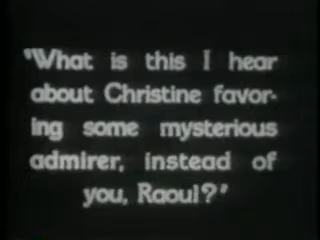 "What is this I hear
about Christine favor-
ing some mysterious
admirer, instead of
you, Raoul?"